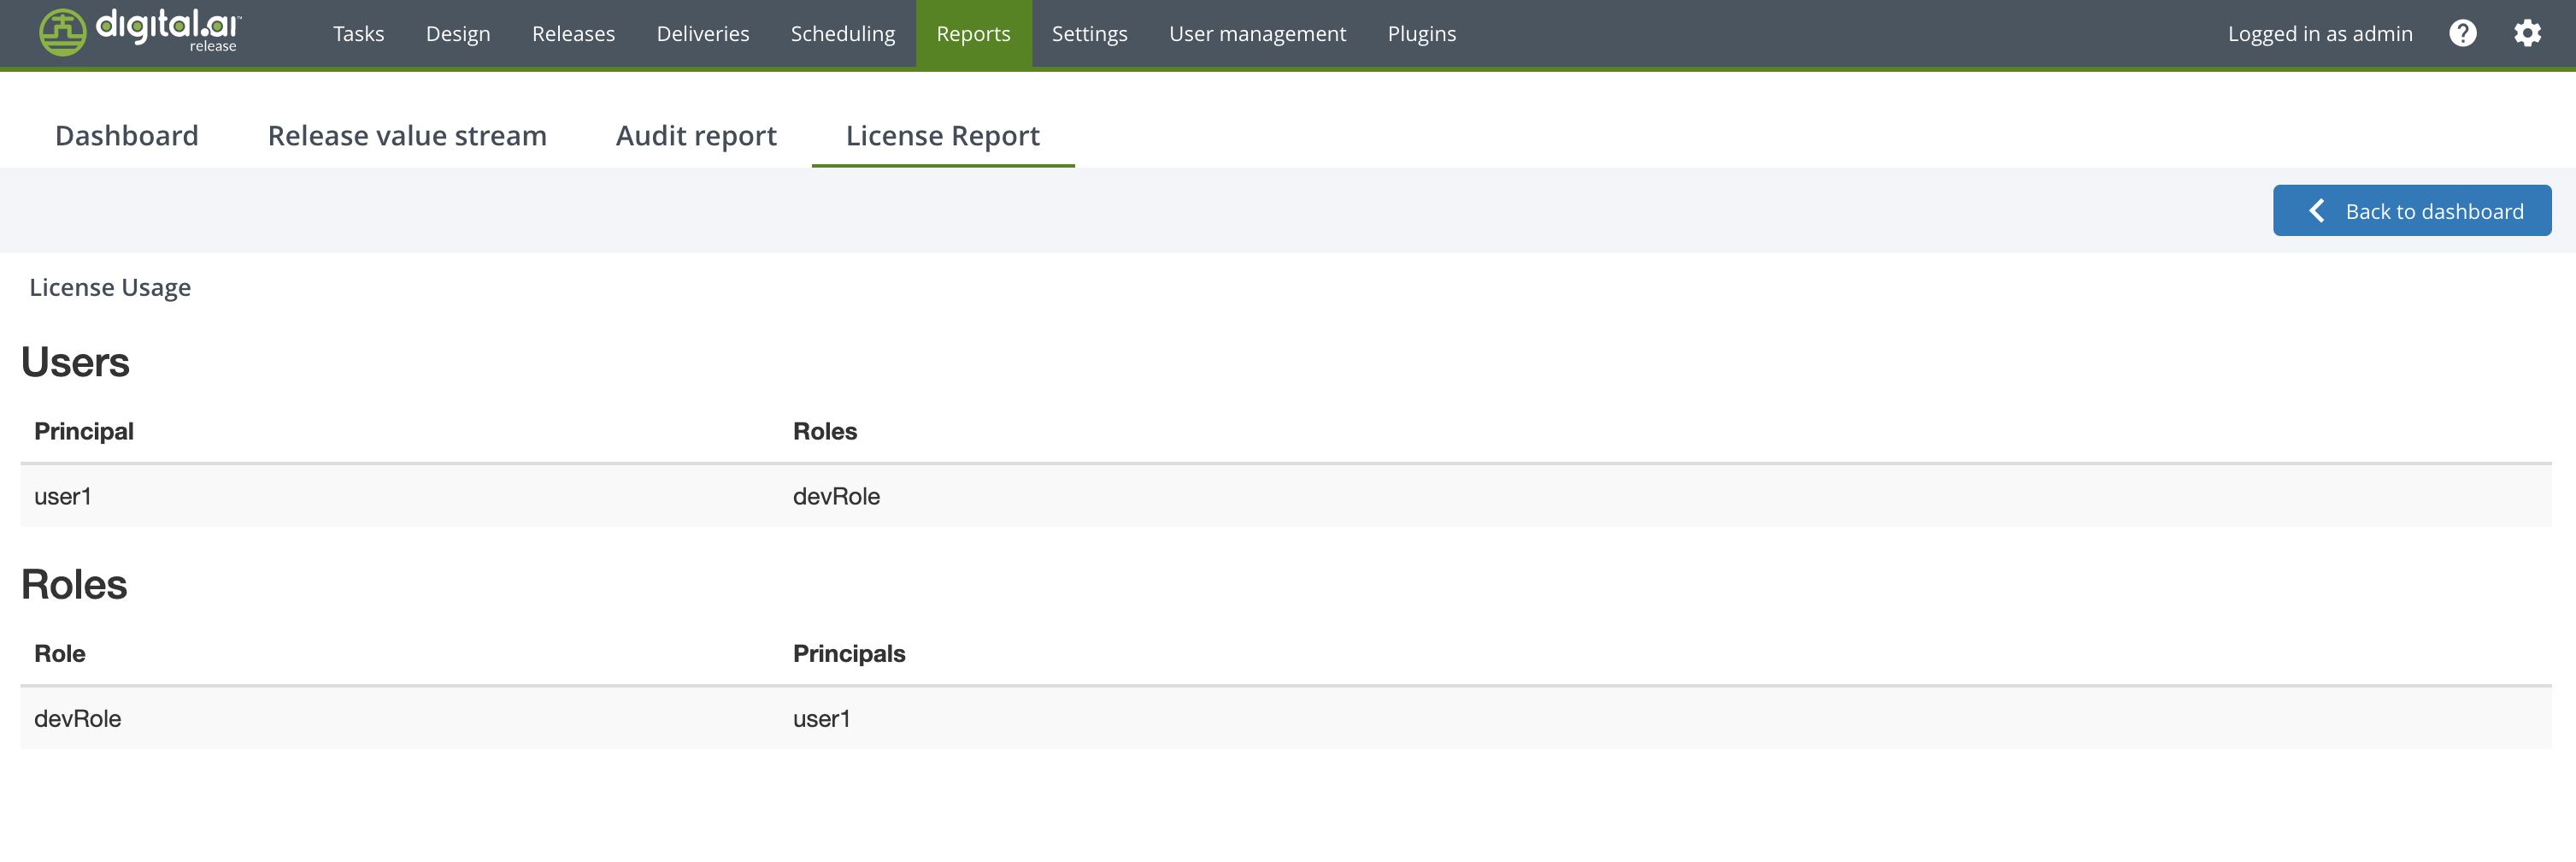 digital.ai™ release Tasks Design Releases Deliveries Scheduling Reports Settings User management Plugins Logged in as admin ?
Dashboard Release value stream Audit report License Report
Back to dashboard
License Usage
Users
Principal Roles
user1 devRole
Roles
Role Principals
devRole user1